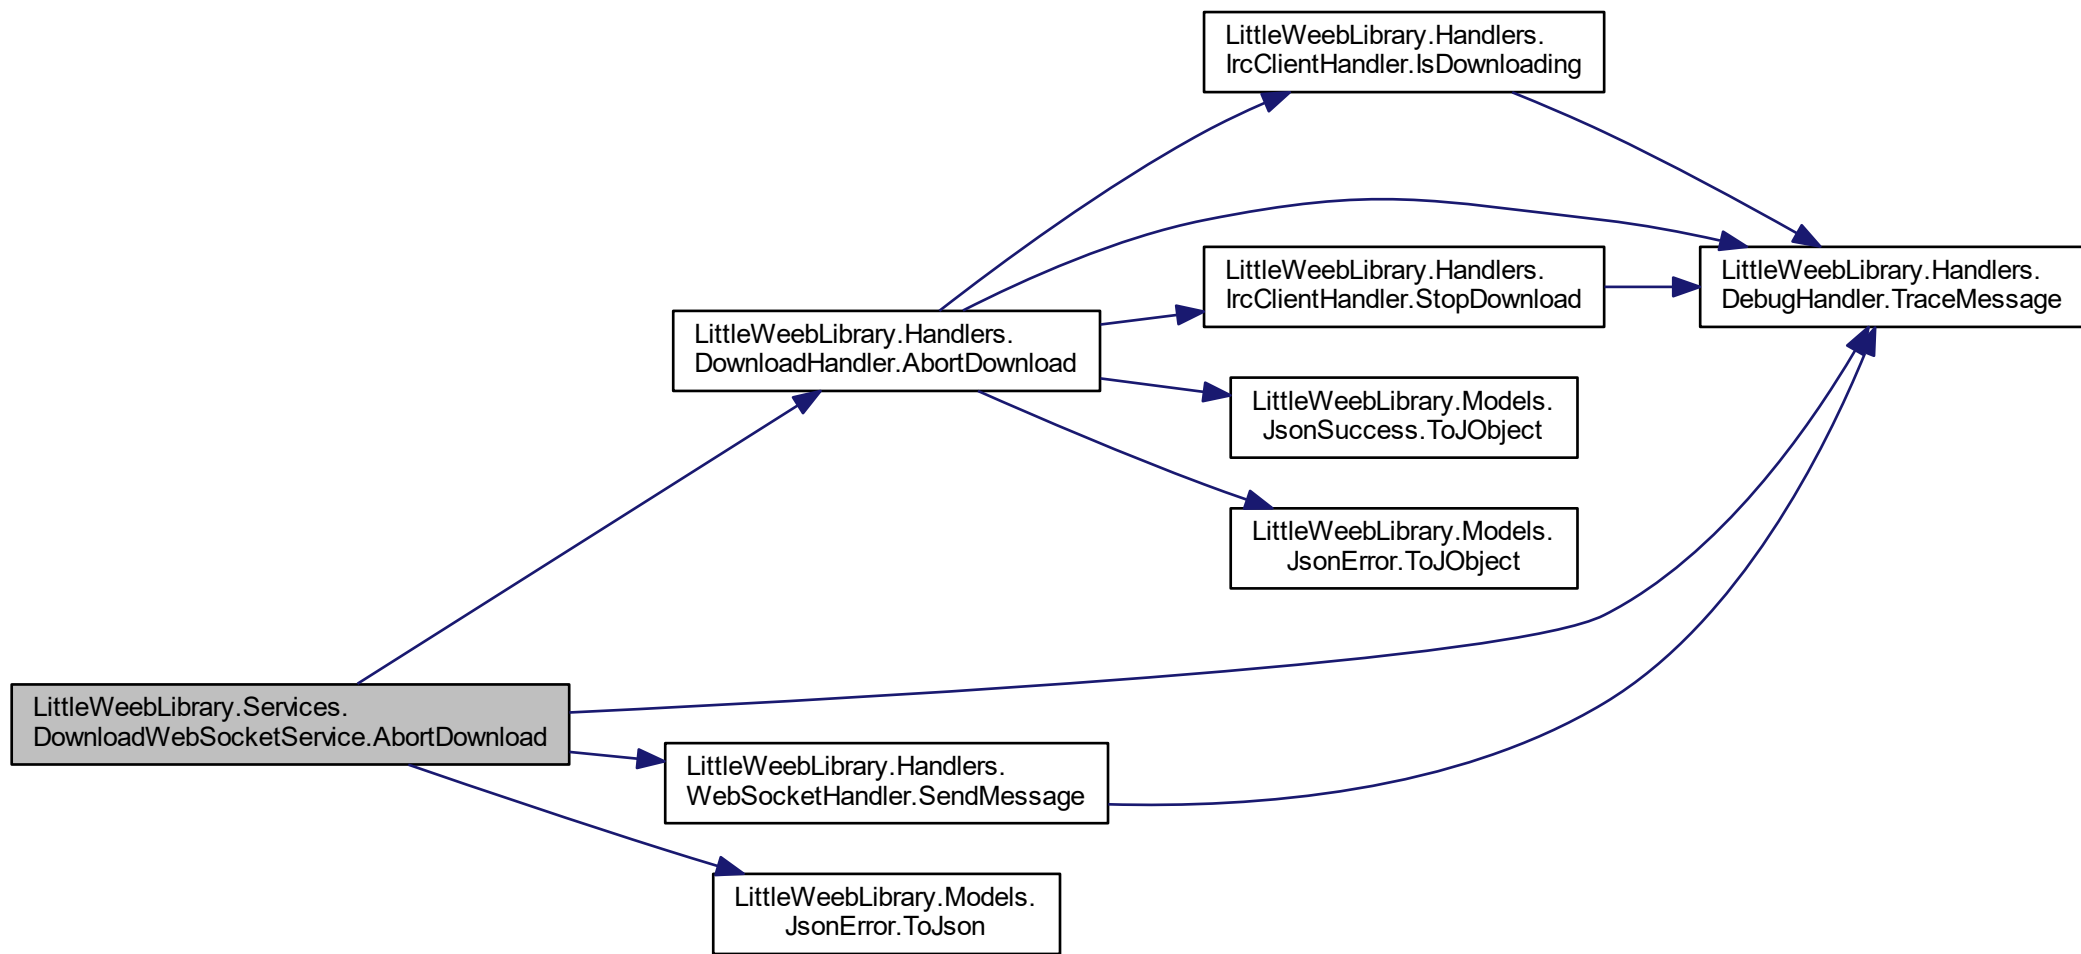 LittleWeebLibrary.Handlers.
IrcClientHandler.IsDownloading
LittleWeebLibrary.Handlers.
IrcClientHandler.StopDownload
LittleWeebLibrary.Handlers.
DebugHandler.TraceMessage
LittleWeebLibrary.Handlers.
DownloadHandler.AbortDownload
LittleWeebLibrary.Models.
JsonSuccess.ToJObject
LittleWeebLibrary.Models.
JsonError.ToJObject
LittleWeebLibrary.Services.
DownloadWebSocketService.AbortDownload
LittleWeebLibrary.Handlers.
WebSocketHandler.SendMessage
LittleWeebLibrary.Models.
JsonError.ToJson